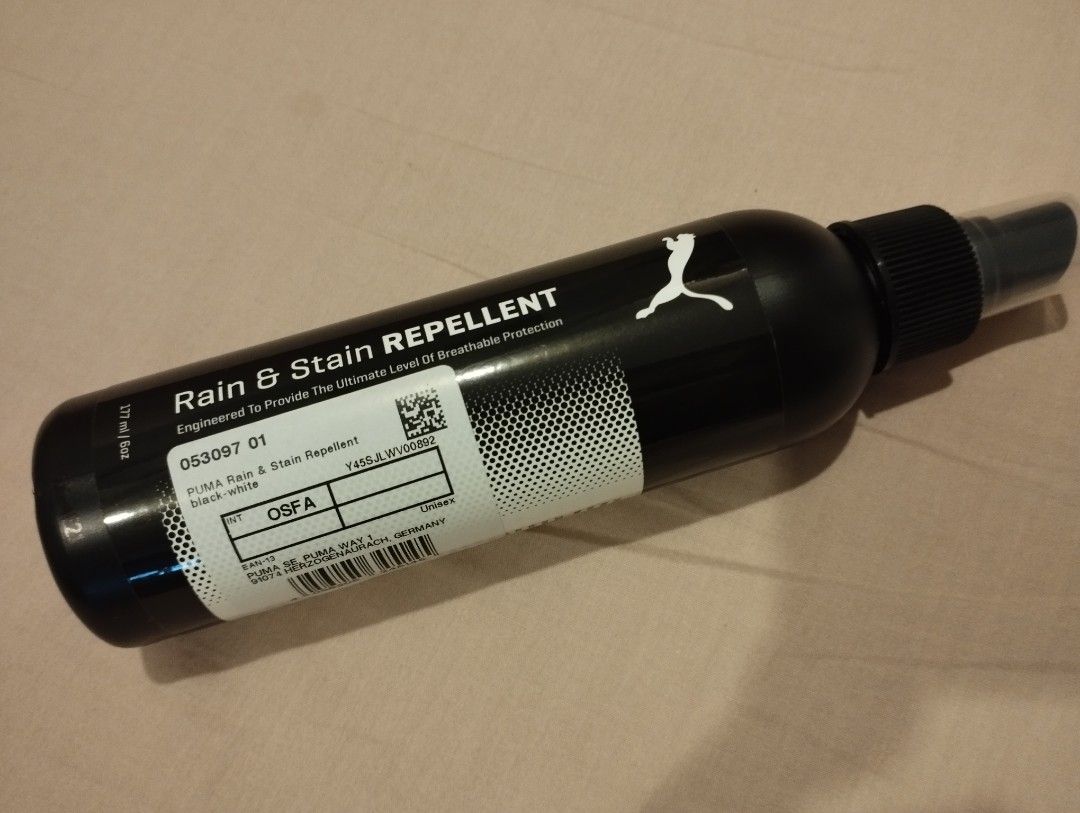 Rain & Stain REPELLENT
Engineered To Provide The Ultimate Level Of Breathable Protection
177 ml / 6oz
053097 01
PUMA Rain & Stain Repellent
black-white
Y45SJLWV00892
INT OSFA
Unisex
EAN-13
PUMA SE, PUMA WAY 1
91074 HERZOGENAURACH, GERMANY